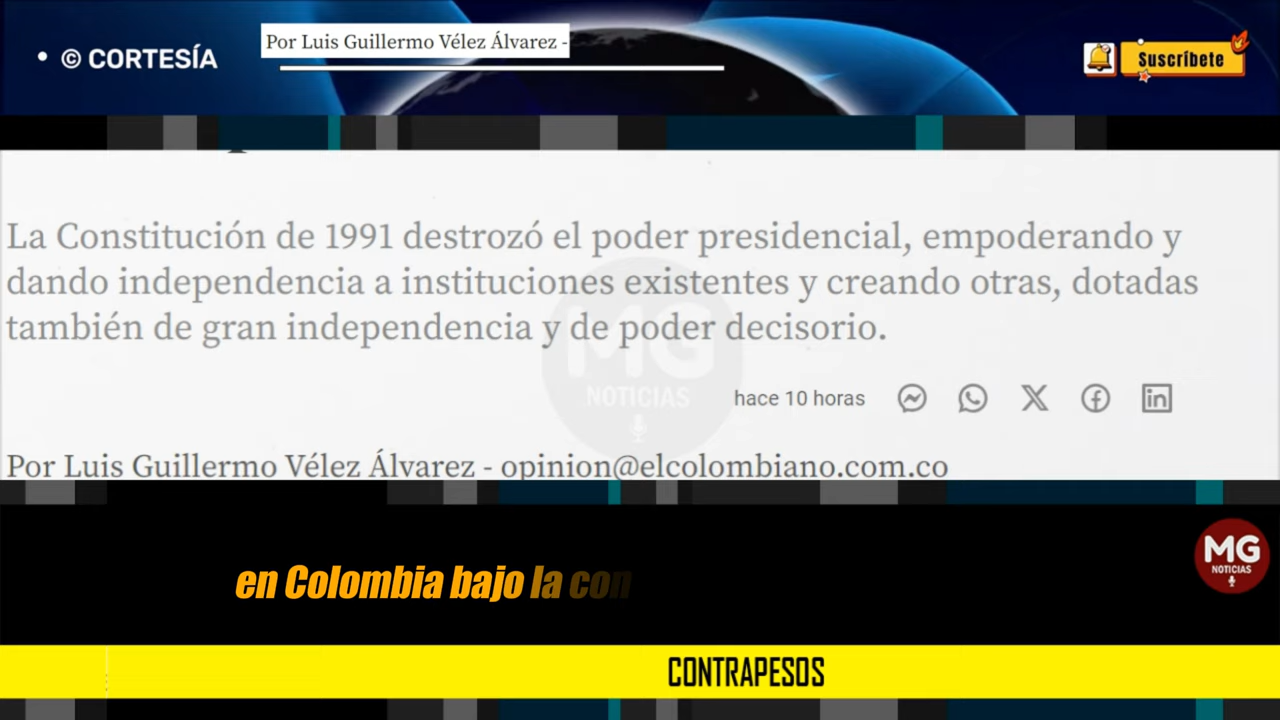 • © CORTESÍA
Por Luis Guillermo Vélez Álvarez -
Suscríbete
La Constitución de 1991 destrozó el poder presidencial, empoderando y
dando independencia a instituciones existentes y creando otras, dotadas
también de gran independencia y de poder decisorio.
MG
NOTICIAS
hace 10 horas
Por Luis Guillermo Vélez Álvarez - opinion@elcolombiano.com.co
MG
NOTICIAS
en Colombia bajo la con
CONTRAPESOS